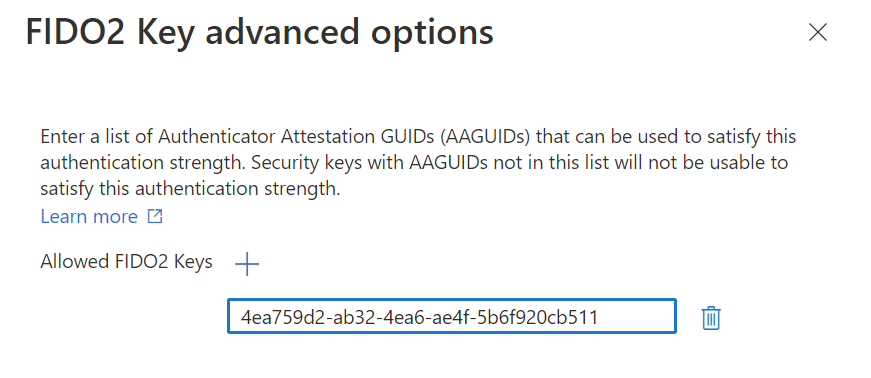 FIDO2 Key advanced options
Enter a list of Authenticator Attestation GUIDs (AAGUIDs) that can be used to satisfy this
authentication strength. Security keys with AAGUIDs not in this list will not be usable to
satisfy this authentication strength.
Learn more
Allowed FIDO2 Keys
4ea759d2-ab32-4ea6-ae4f-5b6f920cb511